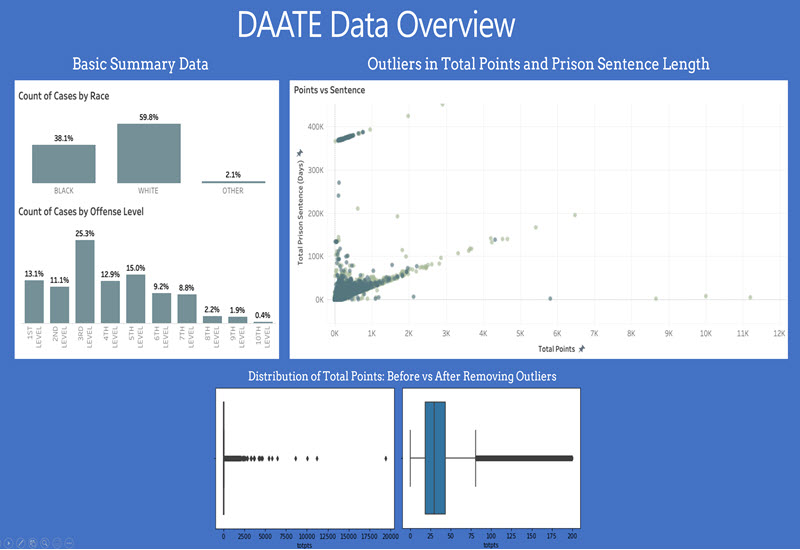 DAATE Data Overview
Basic Summary Data
Count of Cases by Race
59.8%
38.1%
2.1%
BLACK WHITE OTHER
Count of Cases by Offense Level
25.3%
13.1% 11.1% 12.9% 15.0% 9.2% 8.8% 2.2% 1.9% 0.4%
1ST LEVEL 2ND LEVEL 3RD LEVEL 4TH LEVEL 5TH LEVEL 6TH LEVEL 7TH LEVEL 8TH LEVEL 9TH LEVEL 10TH LEVEL
Outliers in Total Points and Prison Sentence Length
Points vs Sentence
Total Prison Sentence (Days)
400K
300K
200K
100K
0K
0K 1K 2K 3K 4K 5K 6K 7K 8K 9K 10K 11K 12K
Total Points
Distribution of Total Points: Before vs After Removing Outliers
0 2500 5000 7500 10000 12500 15000 17500 20000
totpts
0 25 50 75 100 125 150 175 200
totpts